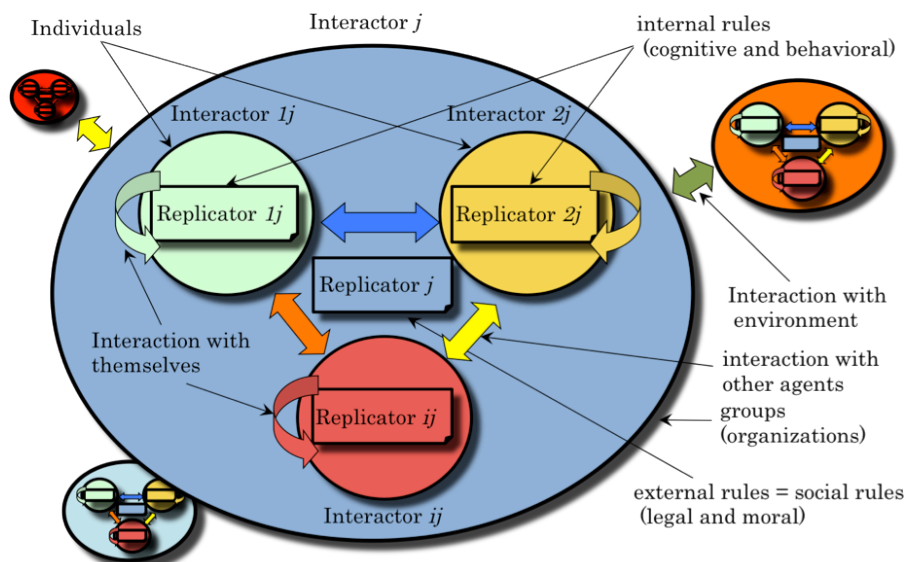 Individuals
Interactor j
internal rules
(cognitive and behavioral)
Interactor 1j
Interactor 2j
Replicator 1j
Replicator 2j
Replicator j
Interaction with
environment
Interaction with
themselves
interaction with
other agents
groups
(organizations)
Replicator ij
external rules = social rules
(legal and moral)
Interactor ij